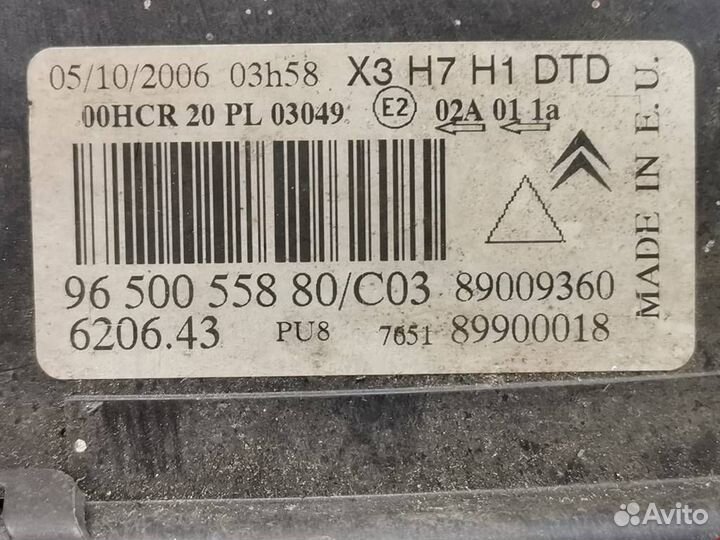 05/10/2006 03h58 X3 H7 H1 DTD
00HCR 20 PL 03049 E2 02A 01 1a
96 500 558 80/C03 89009360
6206.43 PU8 7651 89900018
MADE IN E.U.
Avito